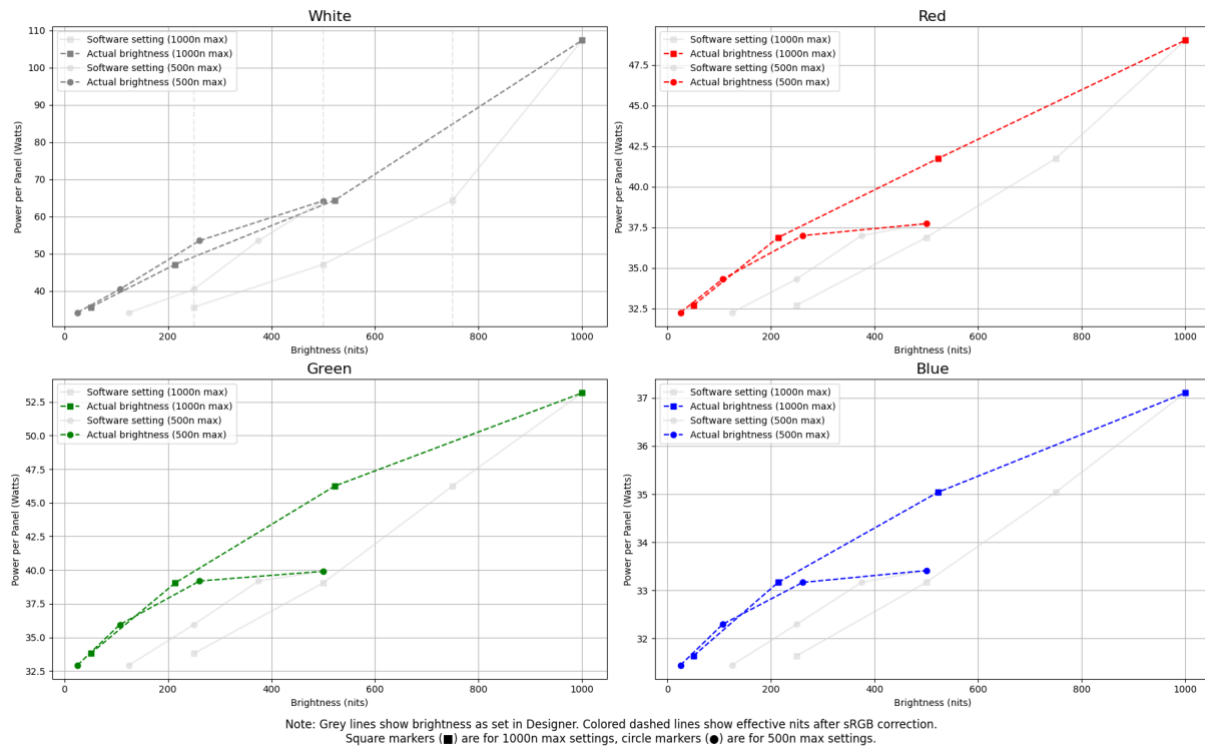 White
Software setting (1000n max)
Actual brightness (1000n max)
Software setting (500n max)
Actual brightness (500n max)
Power per Panel (Watts)
110
100
90
80
70
60
50
40
0
200
400
600
800
1000
Brightness (nits)
Red
Software setting (1000n max)
Actual brightness (1000n max)
Software setting (500n max)
Actual brightness (500n max)
Power per Panel (Watts)
47.5
45.0
42.5
40.0
37.5
35.0
32.5
0
200
400
600
800
1000
Brightness (nits)
Green
Software setting (1000n max)
Actual brightness (1000n max)
Software setting (500n max)
Actual brightness (500n max)
Power per Panel (Watts)
52.5
50.0
47.5
45.0
42.5
40.0
37.5
35.0
32.5
0
200
400
600
800
1000
Brightness (nits)
Blue
Software setting (1000n max)
Actual brightness (1000n max)
Software setting (500n max)
Actual brightness (500n max)
Power per Panel (Watts)
37
36
35
34
33
32
0
200
400
600
800
1000
Brightness (nits)
Note: Grey lines show brightness as set in Designer. Colored dashed lines show effective nits after sRGB correction.
Square markers (■) are for 1000n max settings, circle markers (●) are for 500n max settings.